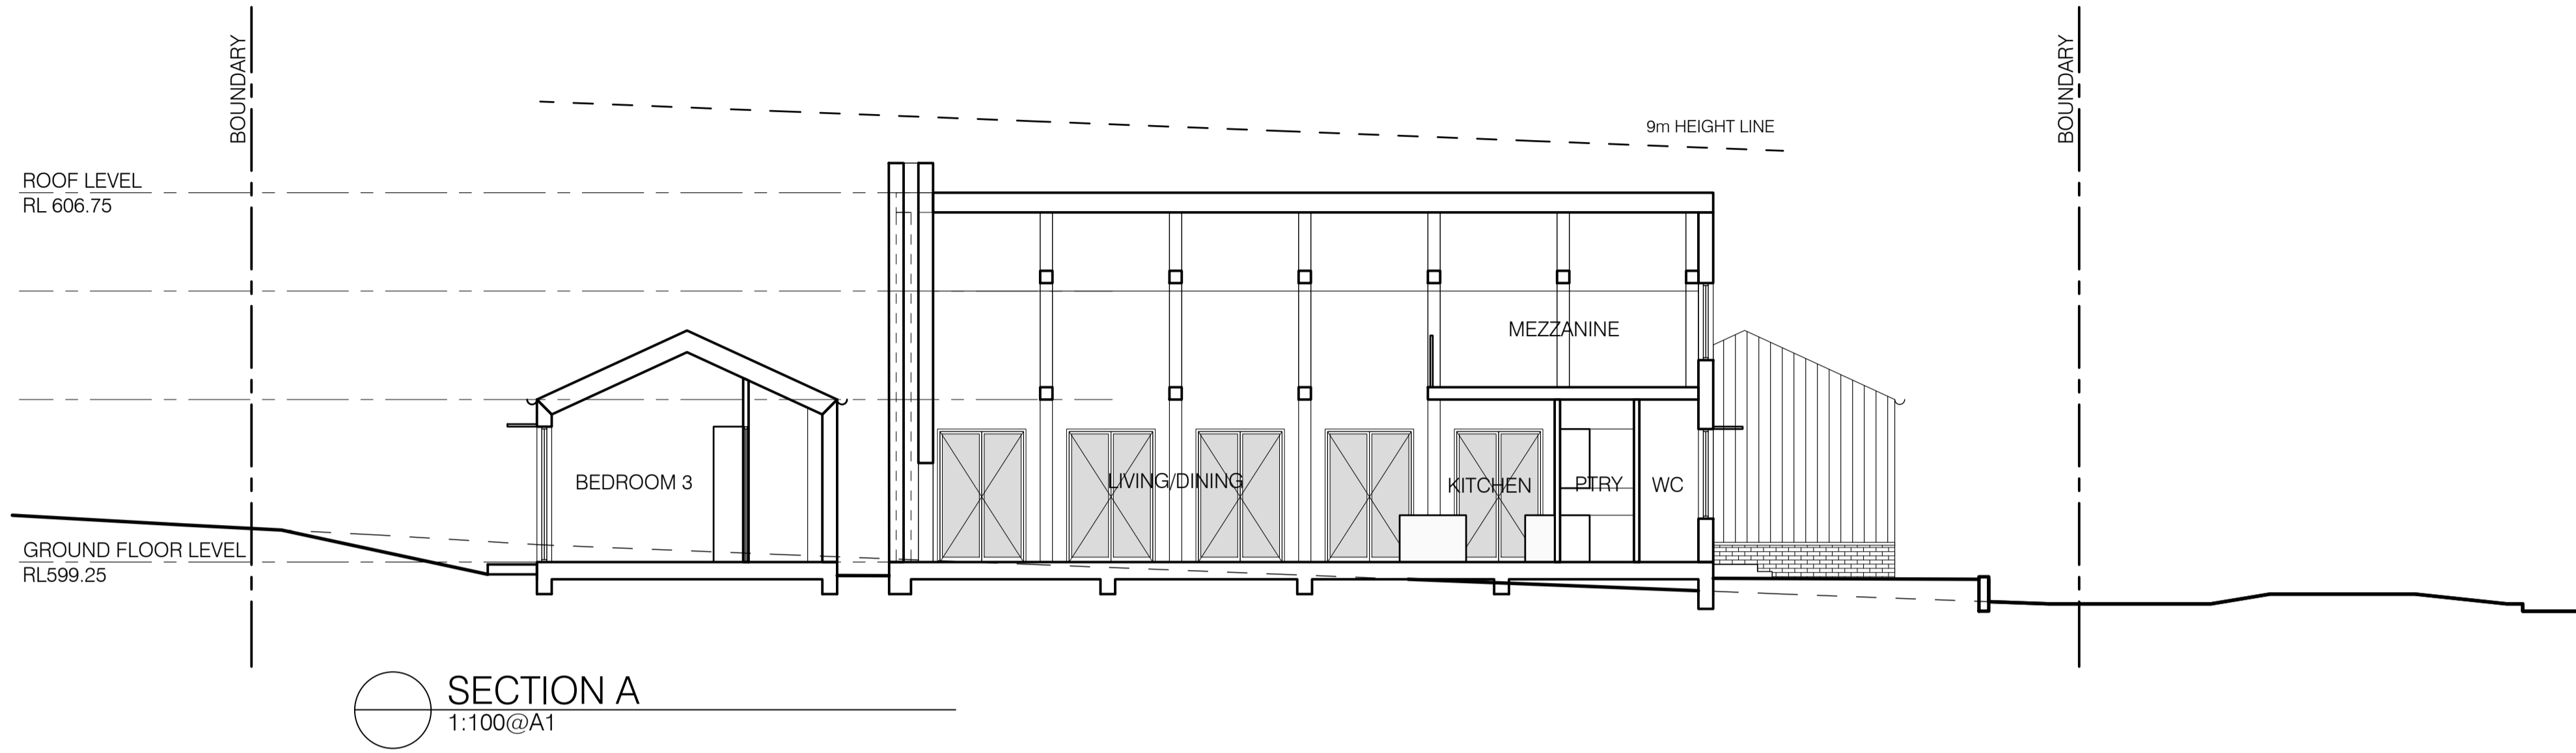 BOUNDARY
BOUNDARY
9m HEIGHT LINE
ROOF LEVEL
RL 606.75
MEZZANINE
BEDROOM 3
LIVING/DINING
KITCHEN
PTRY
WC
GROUND FLOOR LEVEL
RL599.25
SECTION A
1:100@A1